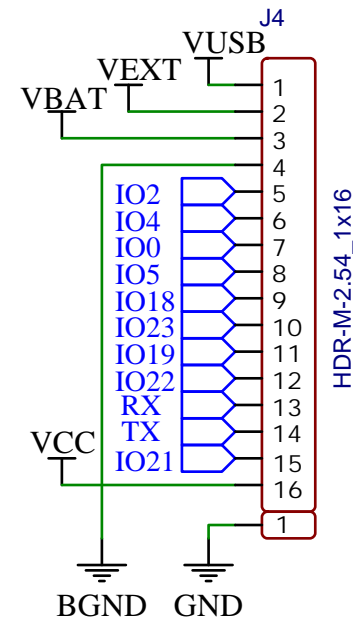 J4
VUSB
VEXT
VBAT
1
2
3
4
IO2 5
IO4 6
IO0 7
IO5 8
IO18 9
IO23 10
IO19 11
IO22 12
RX 13
TX 14
IO21 15
VCC 16
1
HDR-M-2.54_1x16
BGND GND